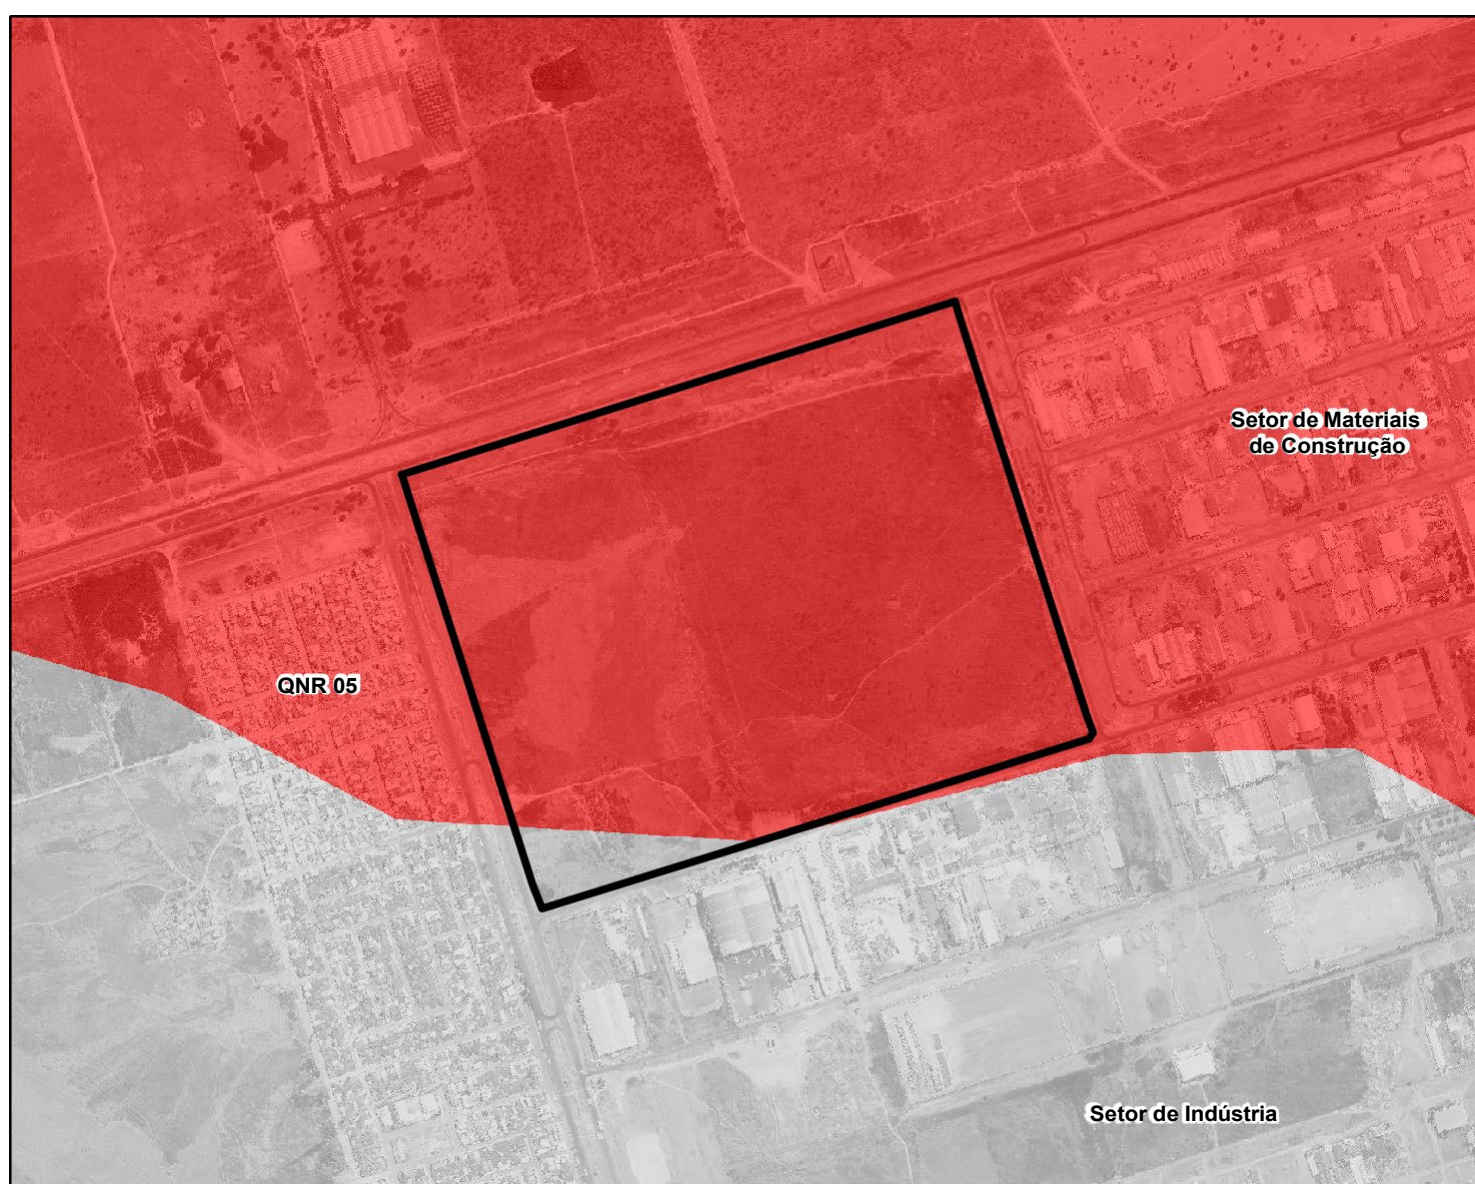 Setor de Materiais
de Construção
QNR 05
Setor de Indústria